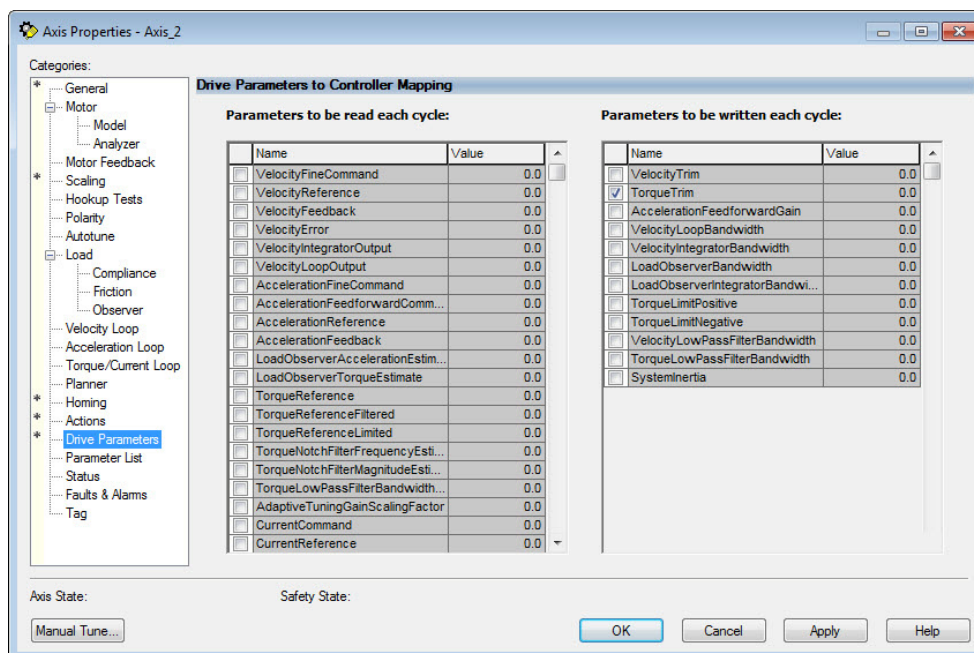 Axis Properties - Axis_2
Categories:
* General
Motor
Model
Analyzer
Motor Feedback
* Scaling
Hookup Tests
Polarity
Autotune
Load
Compliance
Friction
Observer
Velocity Loop
Acceleration Loop
Torque/Current Loop
Planner
* Homing
* Actions
* Drive Parameters
Parameter List
Status
Faults & Alarms
Tag
Drive Parameters to Controller Mapping
Parameters to be read each cycle:
Name Value
VelocityFineCommand 0.0
VelocityReference 0.0
VelocityFeedback 0.0
VelocityError 0.0
VelocityIntegratorOutput 0.0
VelocityLoopOutput 0.0
AccelerationFineCommand 0.0
AccelerationFeedforwardComm... 0.0
AccelerationReference 0.0
AccelerationFeedback 0.0
LoadObserverAccelerationEstim... 0.0
LoadObserverTorqueEstimate 0.0
TorqueReference 0.0
TorqueReferenceFiltered 0.0
TorqueReferenceLimited 0.0
TorqueNotchFilterFrequencyEsti... 0.0
TorqueNotchFilterMagnitudeEsti... 0.0
TorqueLowPassFilterBandwidth... 0.0
AdaptiveTuningGainScalingFactor 0.0
CurrentCommand 0.0
CurrentReference 0.0
Parameters to be written each cycle:
Name Value
VelocityTrim 0.0
TorqueTrim 0.0
AccelerationFeedforwardGain 0.0
VelocityLoopBandwidth 0.0
VelocityIntegratorBandwidth 0.0
LoadObserverBandwidth 0.0
LoadObserverIntegratorBandwi... 0.0
TorqueLimitPositive 0.0
TorqueLimitNegative 0.0
VelocityLowPassFilterBandwidth 0.0
TorqueLowPassFilterBandwidth 0.0
SystemInertia 0.0
Axis State:
Safety State:
Manual Tune...
OK
Cancel
Apply
Help